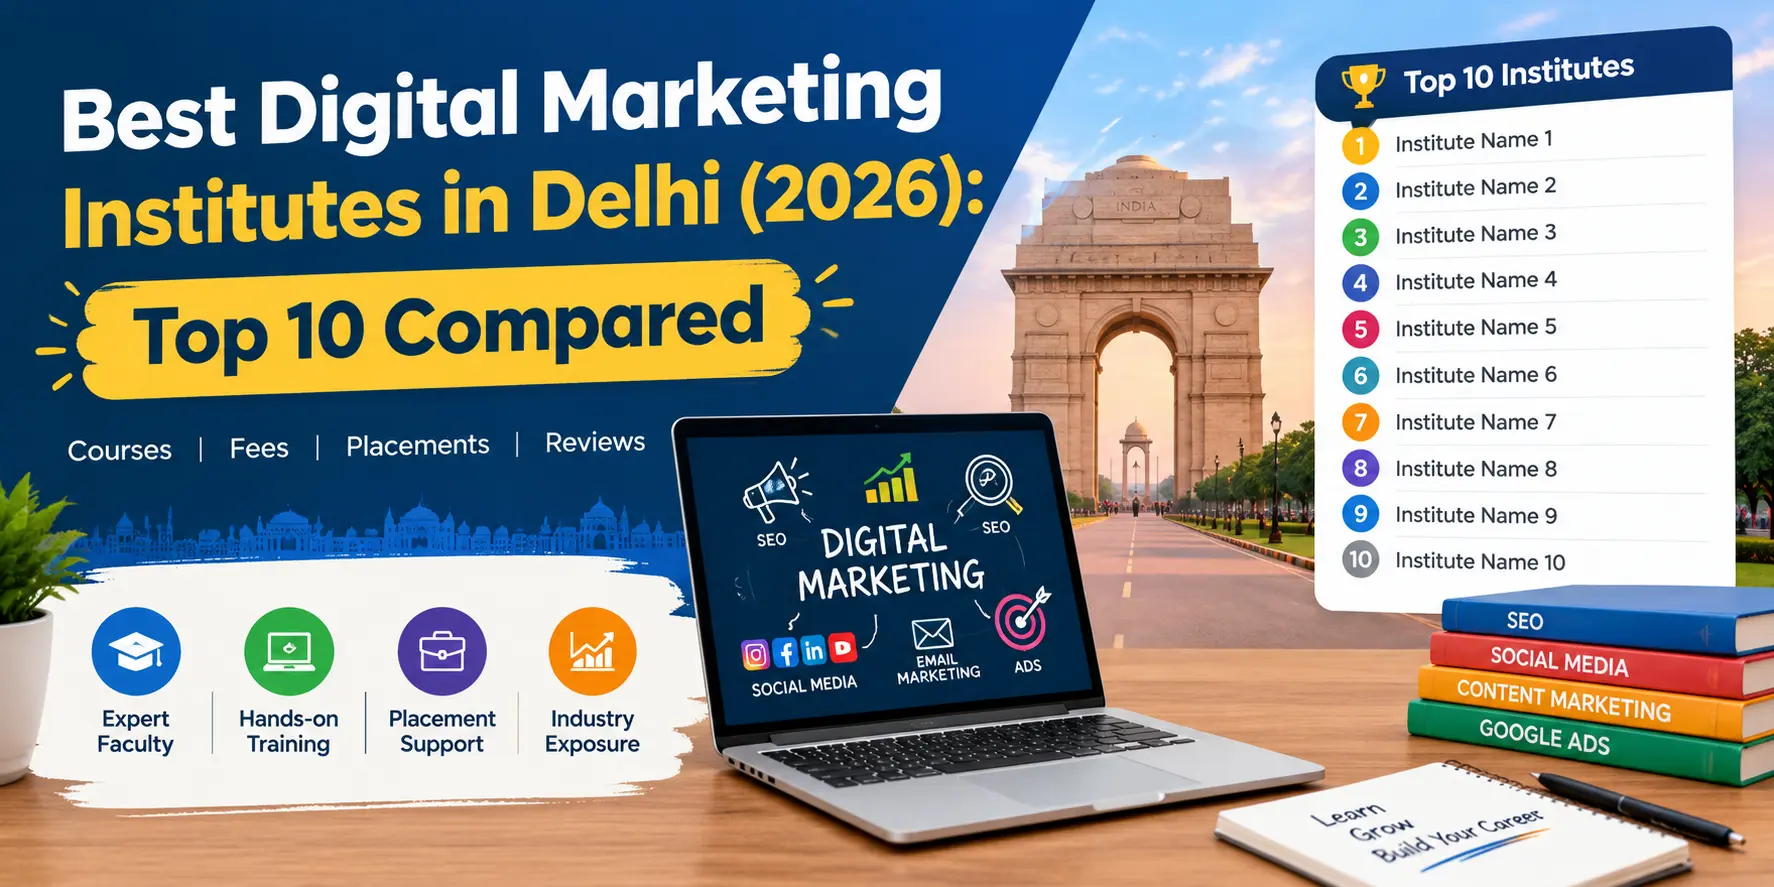 Best Digital Marketing
Institutes in Delhi (2026):
Top 10 Compared
Courses | Fees | Placements | Reviews
Expert
Faculty
Hands-on
Training
Placement
Support
Industry
Exposure
SEO
SEO
DIGITAL
MARKETING
SOCIAL MEDIA
EMAIL
MARKETING
ADS
INDIA
Top 10 Institutes
1 Institute Name 1
2 Institute Name 2
3 Institute Name 3
4 Institute Name 4
5 Institute Name 5
6 Institute Name 6
7 Institute Name 7
8 Institute Name 8
9 Institute Name 9
10 Institute Name 10
SEO
SOCIAL MEDIA
CONTENT MARKETING
GOOGLE ADS
Learn
Grow
Build Your Career